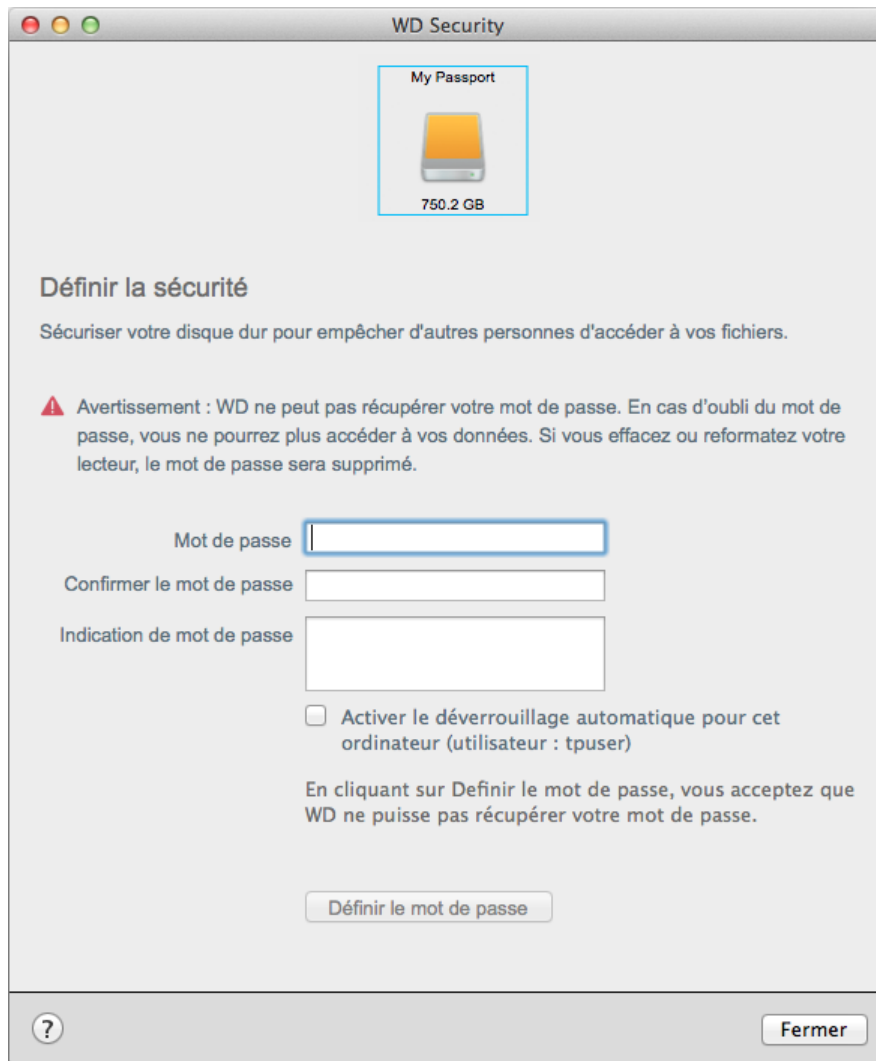 WD Security
My Passport
750.2 GB
Définir la sécurité
Sécuriser votre disque dur pour empêcher d'autres personnes d'accéder à vos fichiers.
Avertissement : WD ne peut pas récupérer votre mot de passe. En cas d'oubli du mot de
passe, vous ne pourrez plus accéder à vos données. Si vous effacez ou reformatez votre
lecteur, le mot de passe sera supprimé.
Mot de passe
Confirmer le mot de passe
Indication de mot de passe
Activer le déverrouillage automatique pour cet
ordinateur (utilisateur : tpuser)
En cliquant sur Definir le mot de passe, vous acceptez que
WD ne puisse pas récupérer votre mot de passe.
Définir le mot de passe
?
Fermer